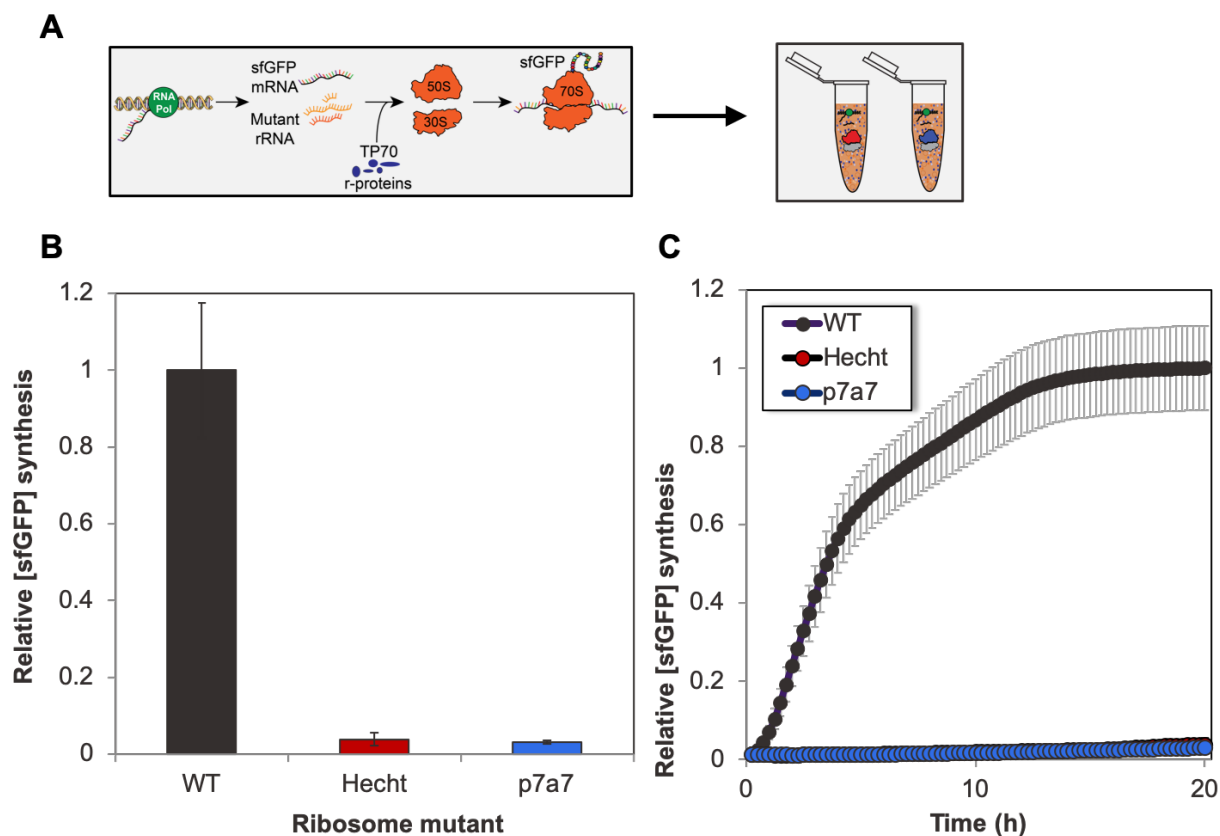 A
sfGFP
mRNA
RNA
Pol
Mutant
rRNA
TP70
r-proteins
50S
30S
sfGFP
70S
B
Relative [sfGFP] synthesis
1.2
1
0.8
0.6
0.4
0.2
0
WT
Hecht
p7a7
Ribosome mutant
C
Relative [sfGFP] synthesis
1.2
1
0.8
0.6
0.4
0.2
0
WT
Hecht
p7a7
0
10
20
Time (h)